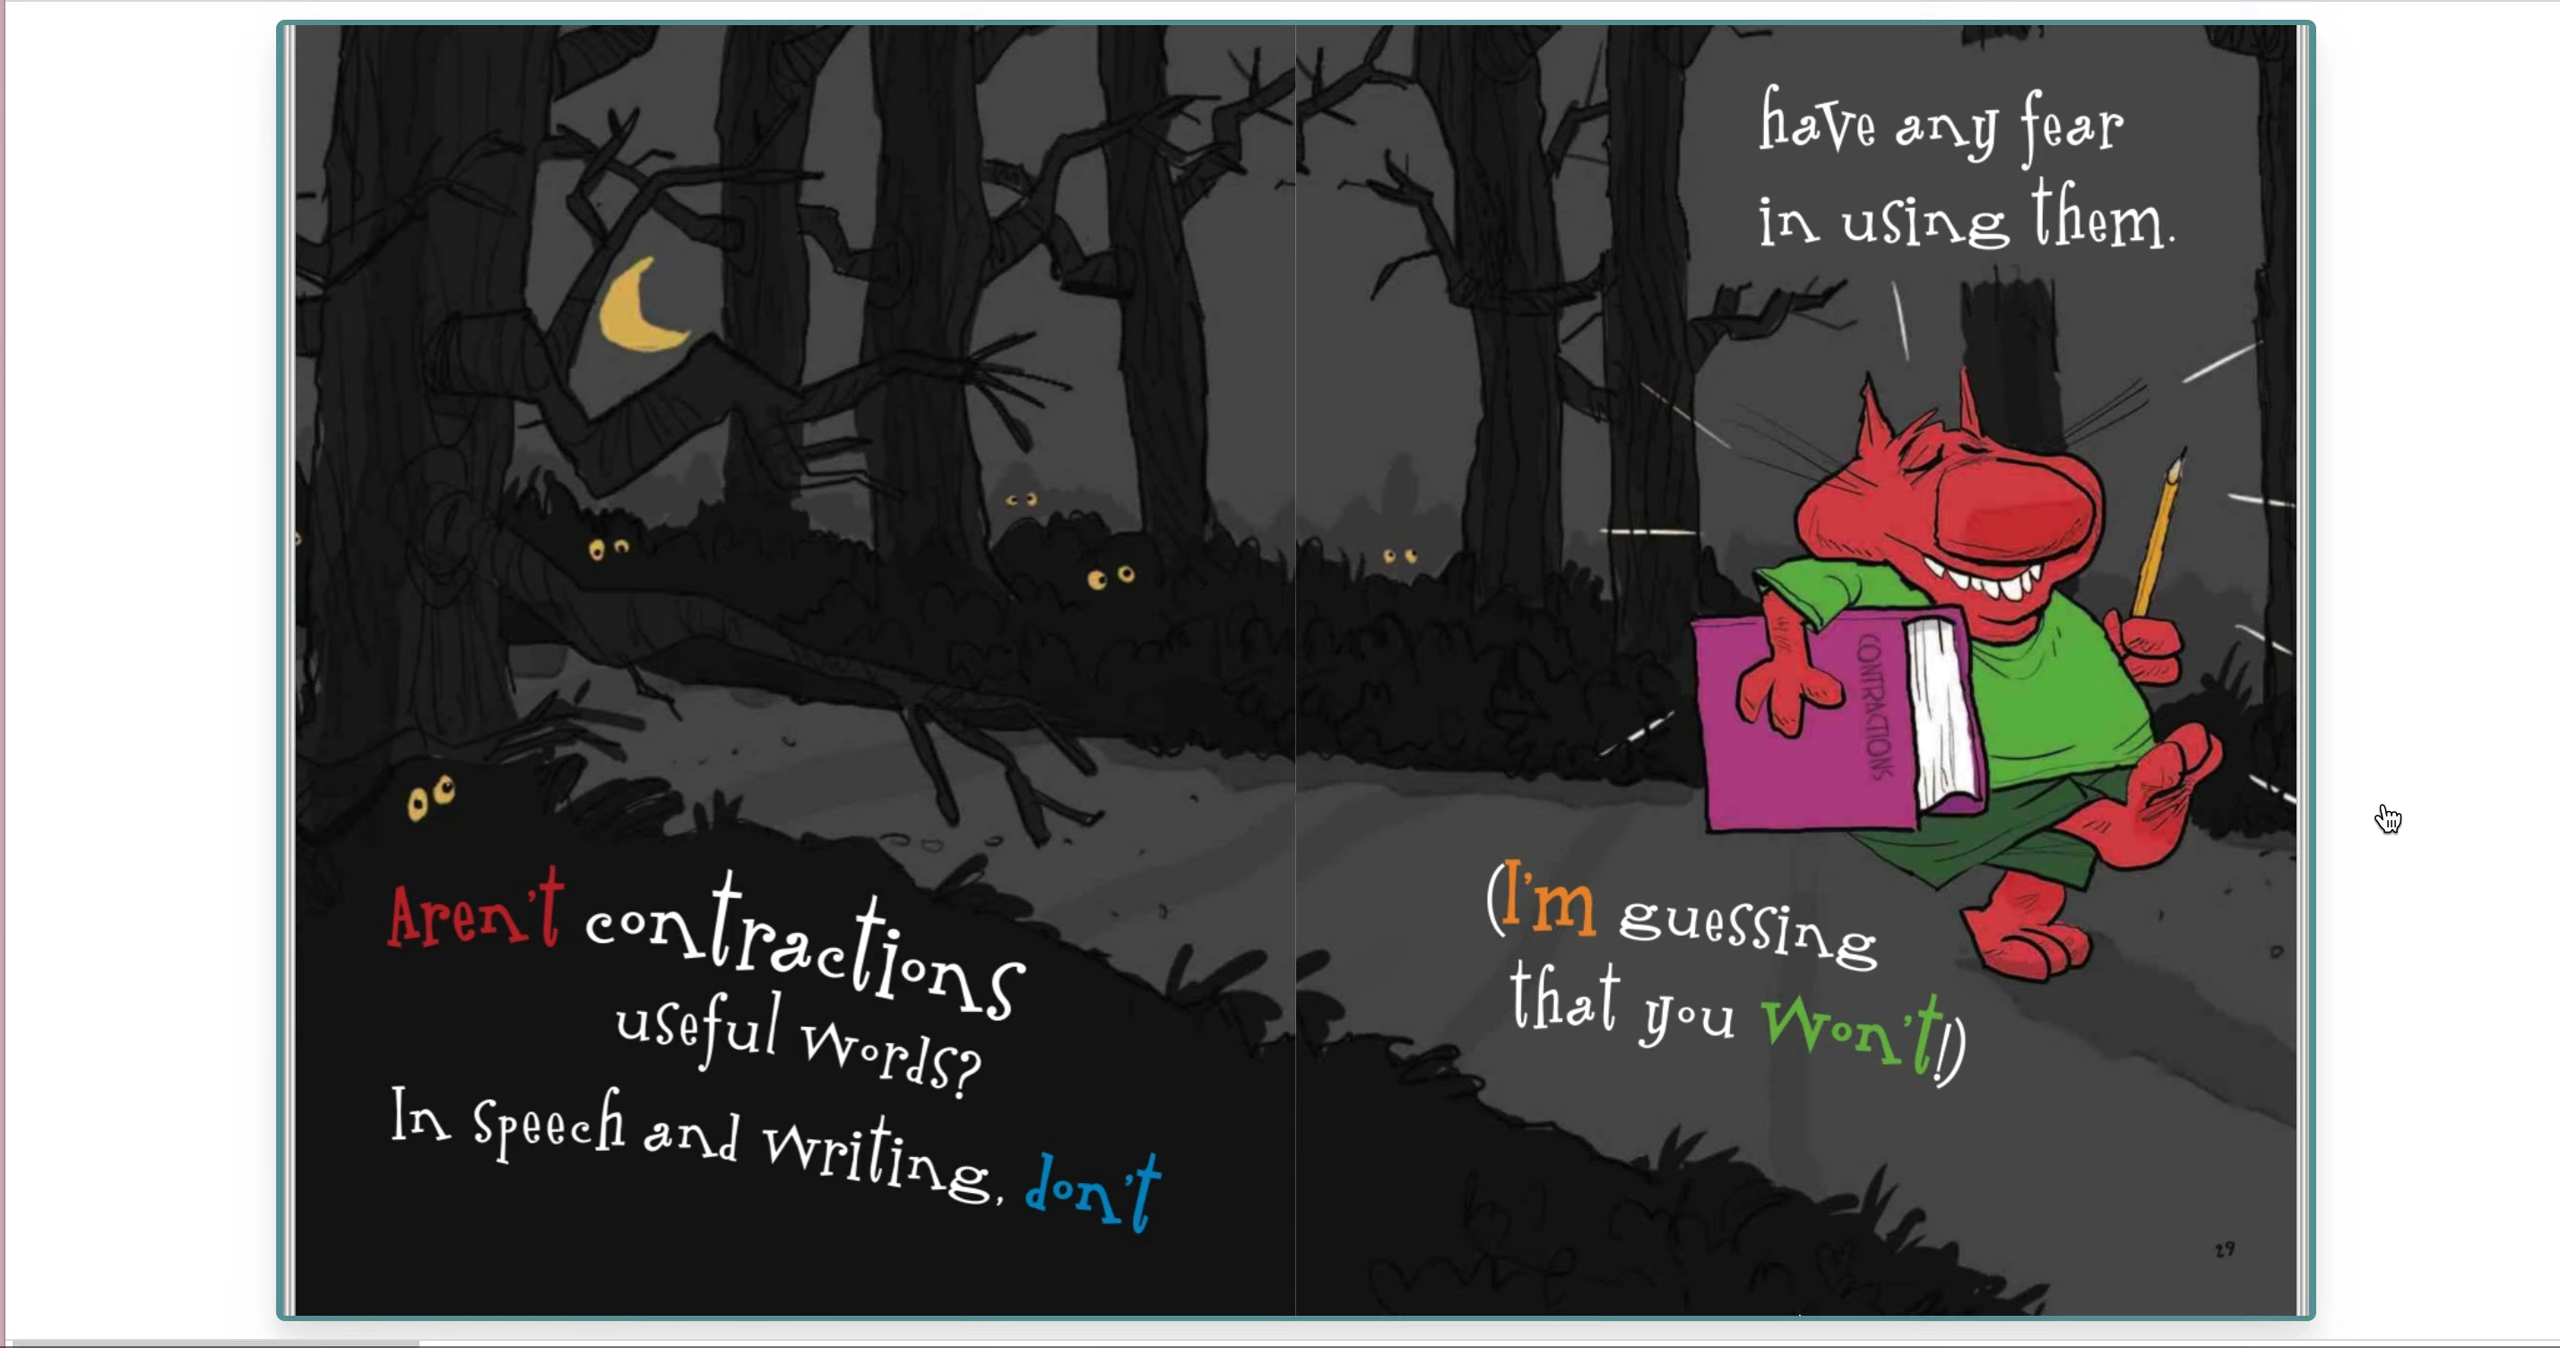 Aren't contractions
useful words?
In speech and writing, don't
have any fear
in using them.
CONTRACTIONS
(I'm guessing
that you won't!)
29